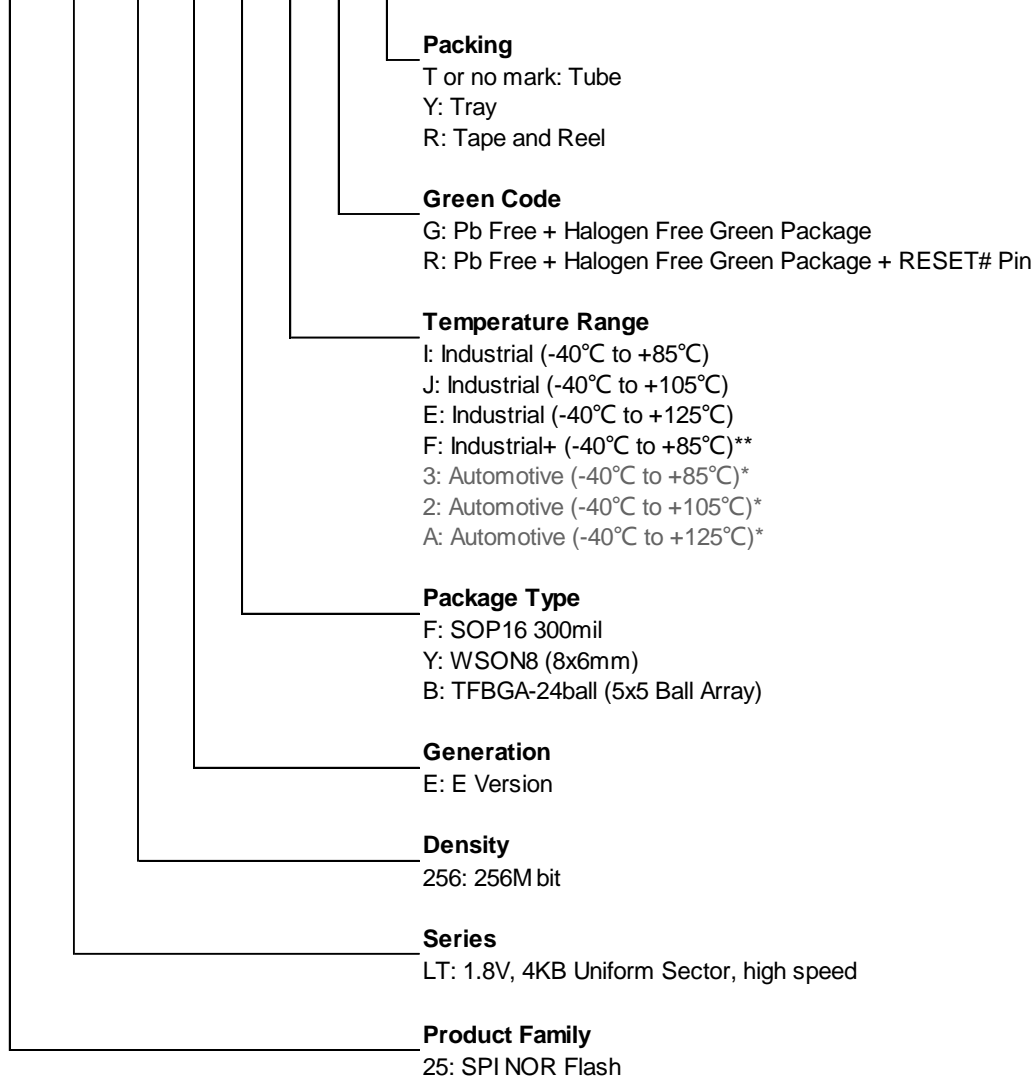 Packing
T or no mark: Tube
Y: Tray
R: Tape and Reel
Green Code
G: Pb Free + Halogen Free Green Package
R: Pb Free + Halogen Free Green Package + RESET# Pin
Temperature Range
I: Industrial (-40℃ to +85℃)
J: Industrial (-40℃ to +105℃)
E: Industrial (-40℃ to +125℃)
F: Industrial+ (-40℃ to +85℃)**
3: Automotive (-40℃ to +85℃)*
2: Automotive (-40℃ to +105℃)*
A: Automotive (-40℃ to +125℃)*
Package Type
F: SOP16 300mil
Y: WSON8 (8x6mm)
B: TFBGA-24ball (5x5 Ball Array)
Generation
E: E Version
Density
256: 256M bit
Series
LT: 1.8V, 4KB Uniform Sector, high speed
Product Family
25: SPI NOR Flash